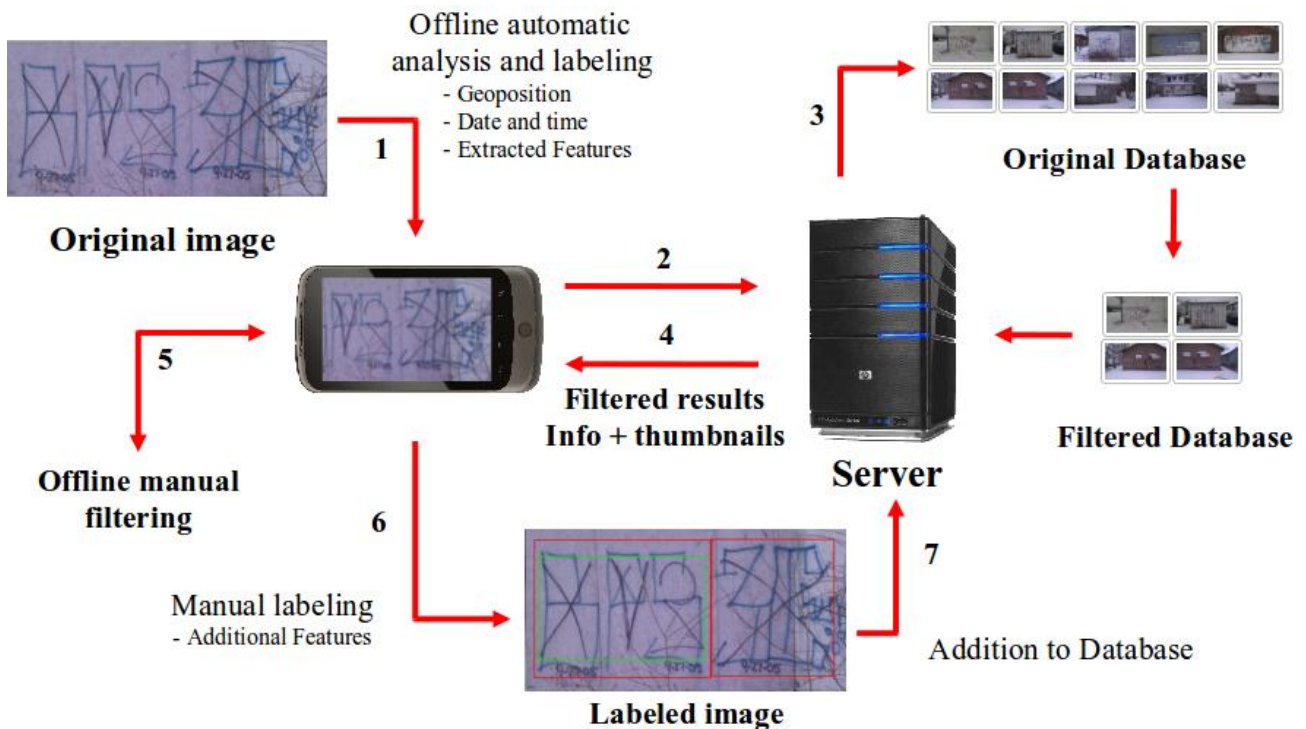 Offline automatic
analysis and labeling
- Geoposition
- Date and time
- Extracted Features
1
Original image
3
Original Database
2
4
Filtered results
Info + thumbnails
Server
Filtered Database
5
Offline manual
filtering
6
Manual labeling
- Additional Features
7
Addition to Database
Labeled image